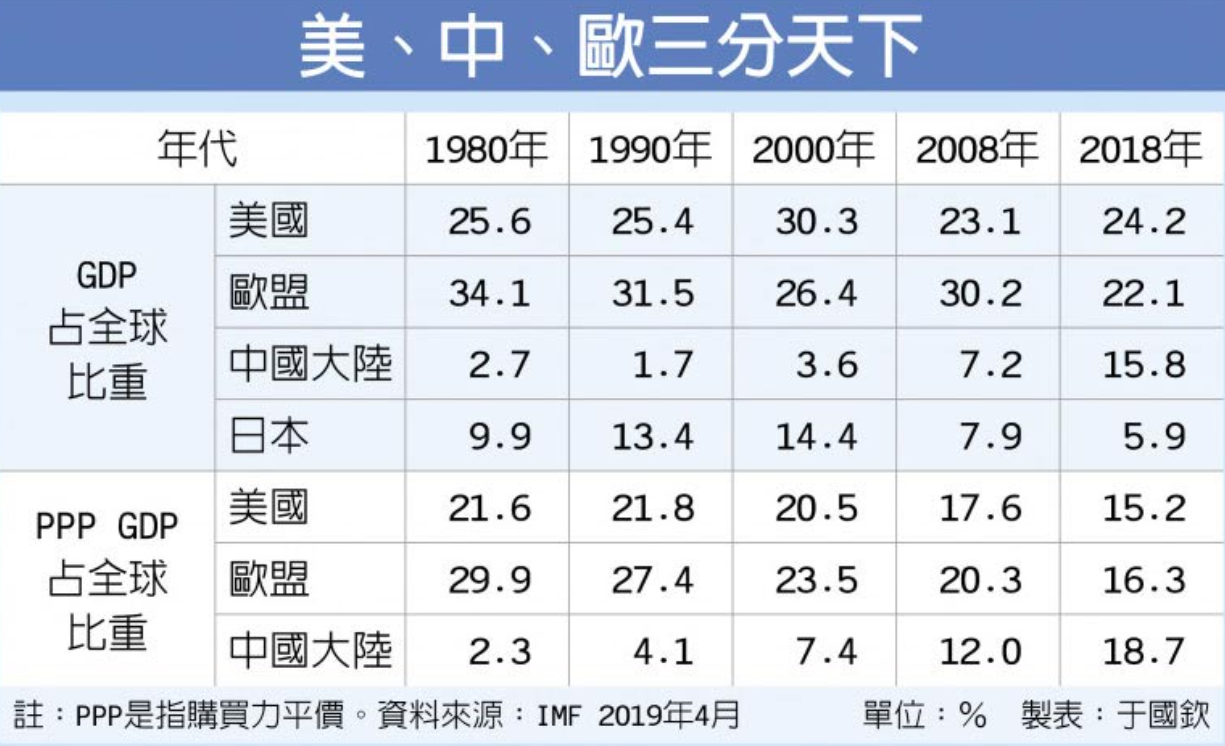 美、中、歐三分天下
年代 1980年 1990年 2000年 2008年 2018年
GDP
占全球
比重
美國 25.6 25.4 30.3 23.1 24.2
歐盟 34.1 31.5 26.4 30.2 22.1
中國大陸 2.7 1.7 3.6 7.2 15.8
日本 9.9 13.4 14.4 7.9 5.9
PPP GDP
占全球
比重
美國 21.6 21.8 20.5 17.6 15.2
歐盟 29.9 27.4 23.5 20.3 16.3
中國大陸 2.3 4.1 7.4 12.0 18.7
註：PPP是指購買力平價。資料來源：IMF 2019年4月 單位：% 製表：于國欽